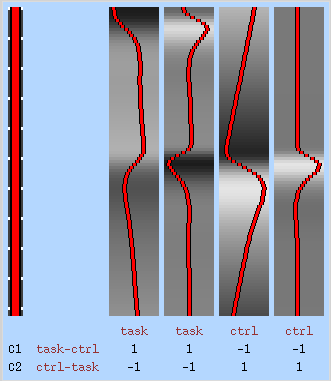 task task ctrl ctrl
C1 task-ctrl 1 1 -1 -1
C2 ctrl-task -1 -1 1 1